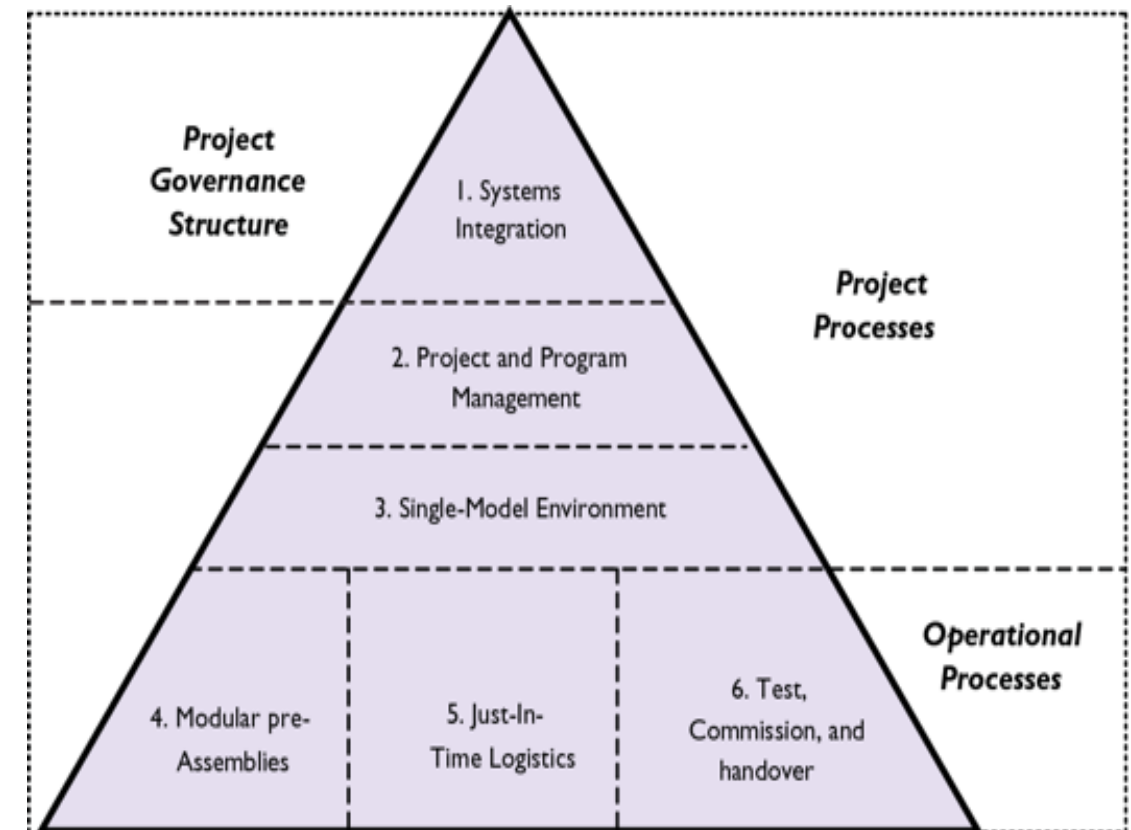 Project
Governance
Structure
1. Systems
Integration
Project
Processes
2. Project and Program
Management
3. Single-Model Environment
Operational
Processes
4. Modular pre-
Assemblies
5. Just-In-
Time Logistics
6. Test,
Commission, and
handover